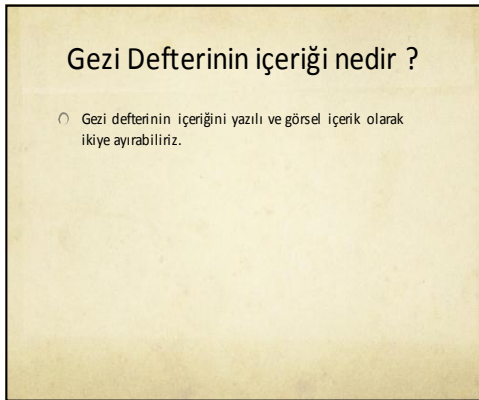 Gezi Defterinin içeriği nedir ?
Gezi defterinin içeriğini yazılı ve görsel içerik olarak
ikiye ayırabiliriz.